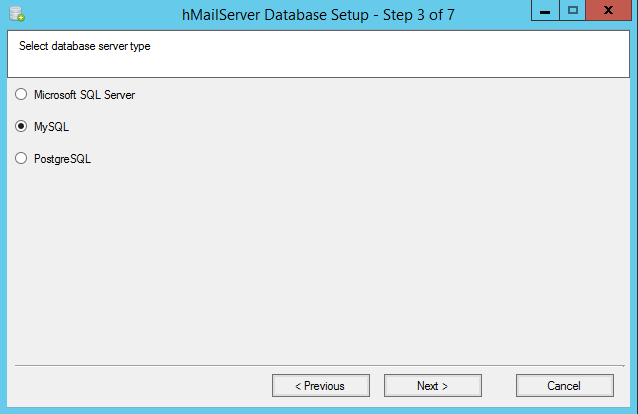 hMailServer Database Setup - Step 3 of 7
Select database server type
Microsoft SQL Server
MySQL
PostgreSQL
< Previous
Next >
Cancel